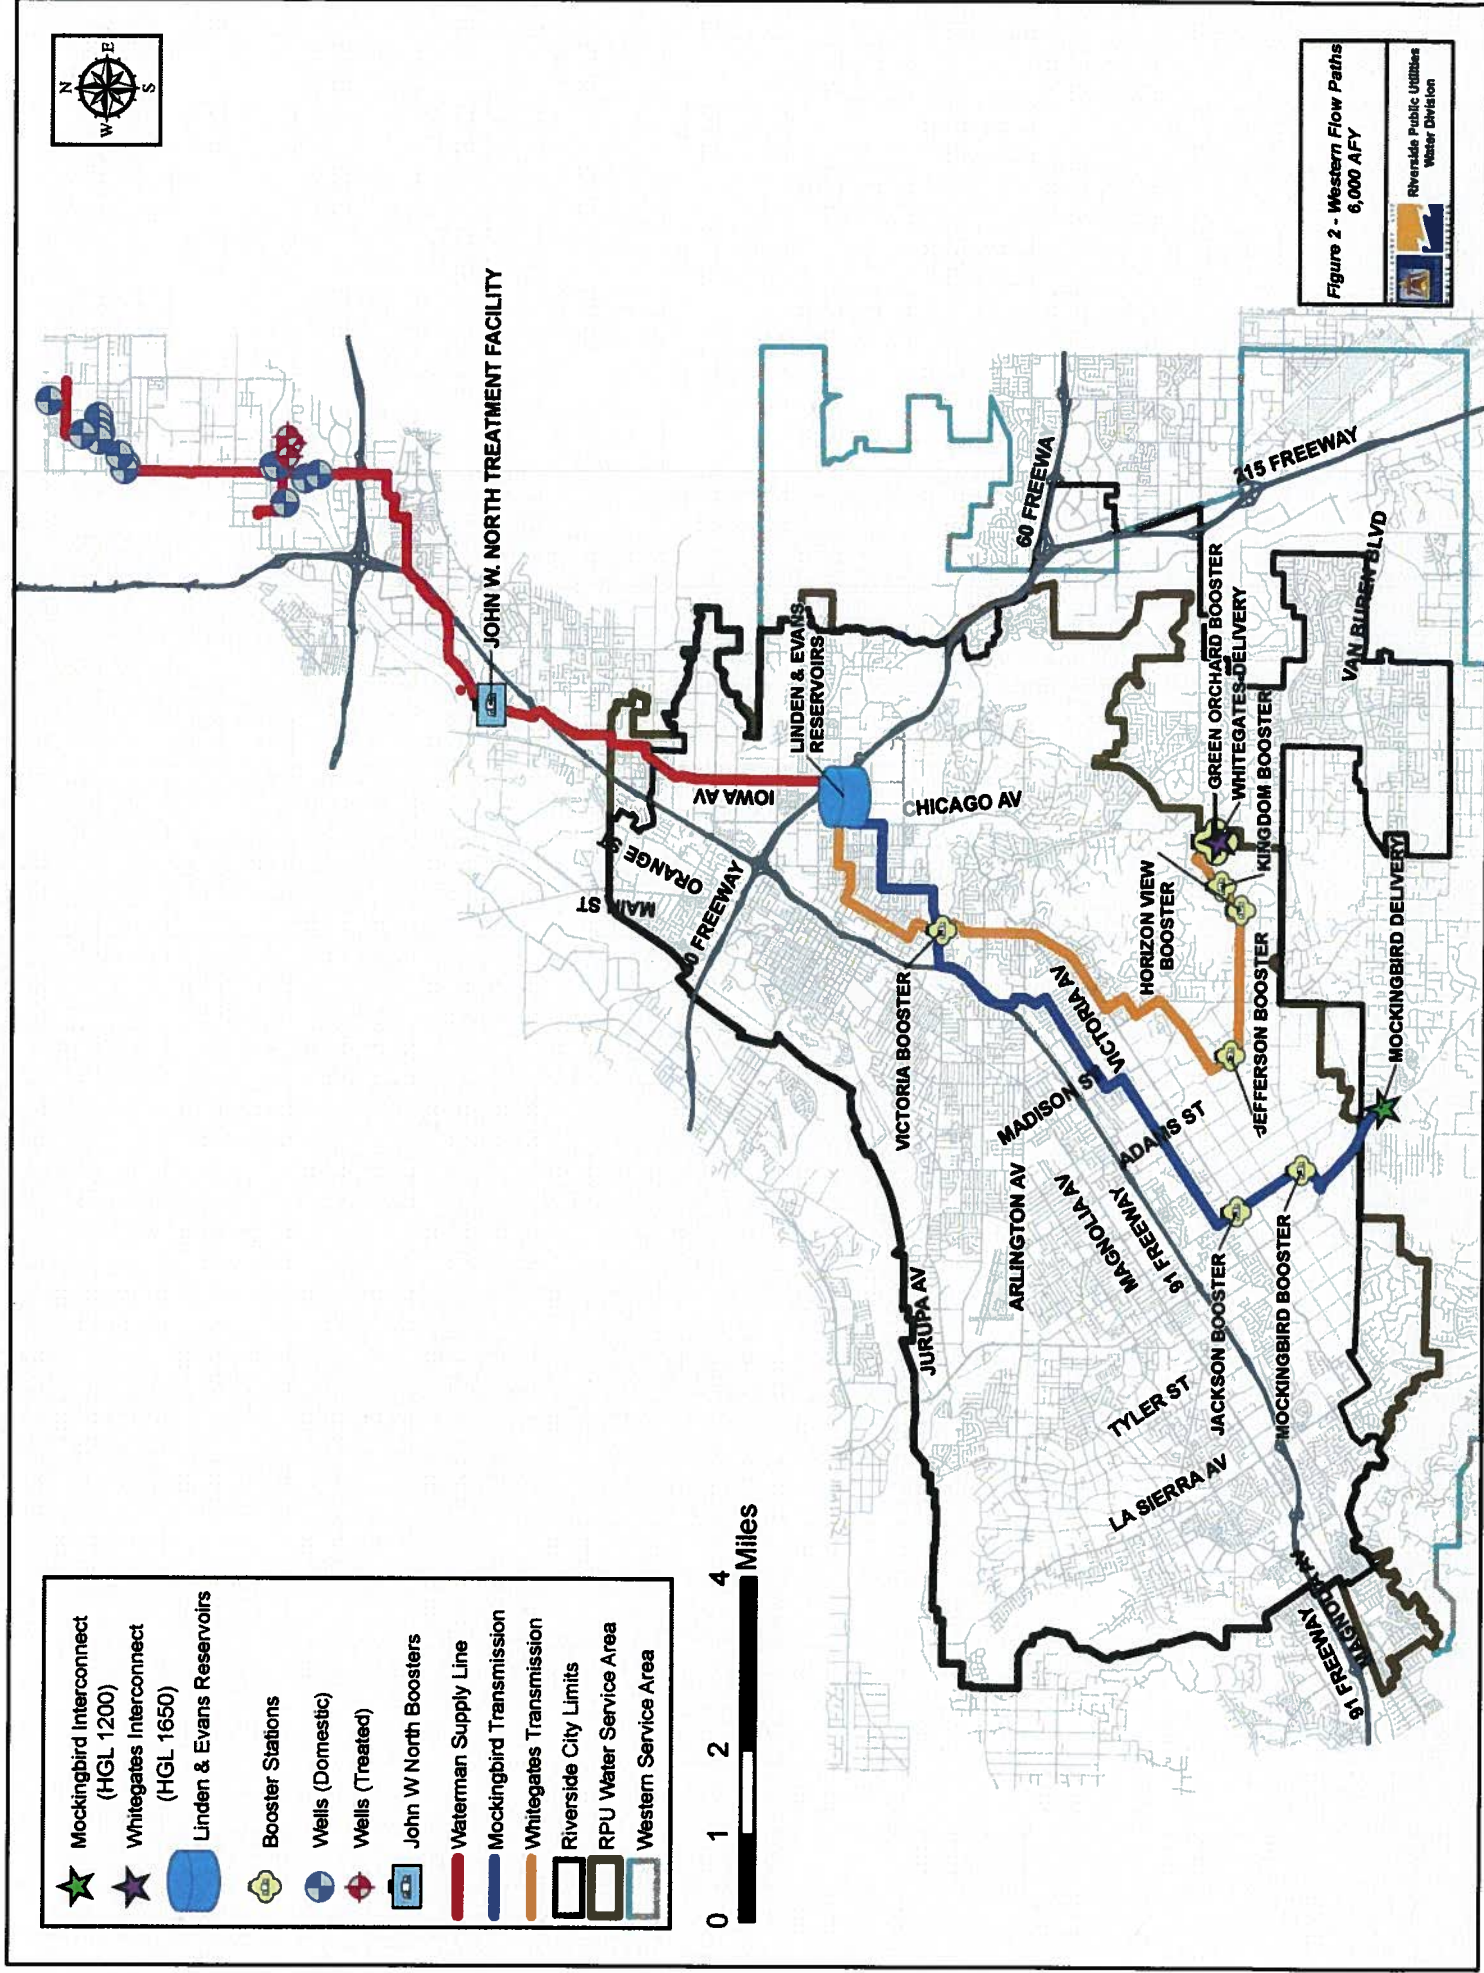 N
W
E
S
Mockingbird Interconnect
(HGL 1200)
Whitegates Interconnect
(HGL 1650)
Linden & Evans Reservoirs
Booster Stations
Wells (Domestic)
Wells (Treated)
John W North Boosters
Waterman Supply Line
Mockingbird Transmission
Whitegates Transmission
Riverside City Limits
RPU Water Service Area
Western Service Area
0 1 2 4
Miles
JOHN W. NORTH TREATMENT FACILITY
LINDEN & EVANS
RESERVOIRS
IOWA AV
CHICAGO AV
ORANGE ST
MAIN ST
0 FREEWAY
60 FREEWA
215 FREEWAY
VAN BUREN BLVD
GREEN ORCHARD BOOSTER
WHITEGATES DELIVERY
KINGDOM BOOSTER
HORIZON VIEW
BOOSTER
JEFFERSON BOOSTER
MOCKINGBIRD DELIVERY
VICTORIA BOOSTER
VICTORIA AV
MADISON ST
ADAMS ST
ARLINGTON AV
MAGNOLIA AV
91 FREEWAY
JURUPA AV
TYLER ST
JACKSON BOOSTER
MOCKINGBIRD BOOSTER
LA SIERRA AV
MAGNOLIA AV
91 FREEWAY
Figure 2 - Western Flow Paths
6,000 AFY
Riverside Public Utilities
Water Division